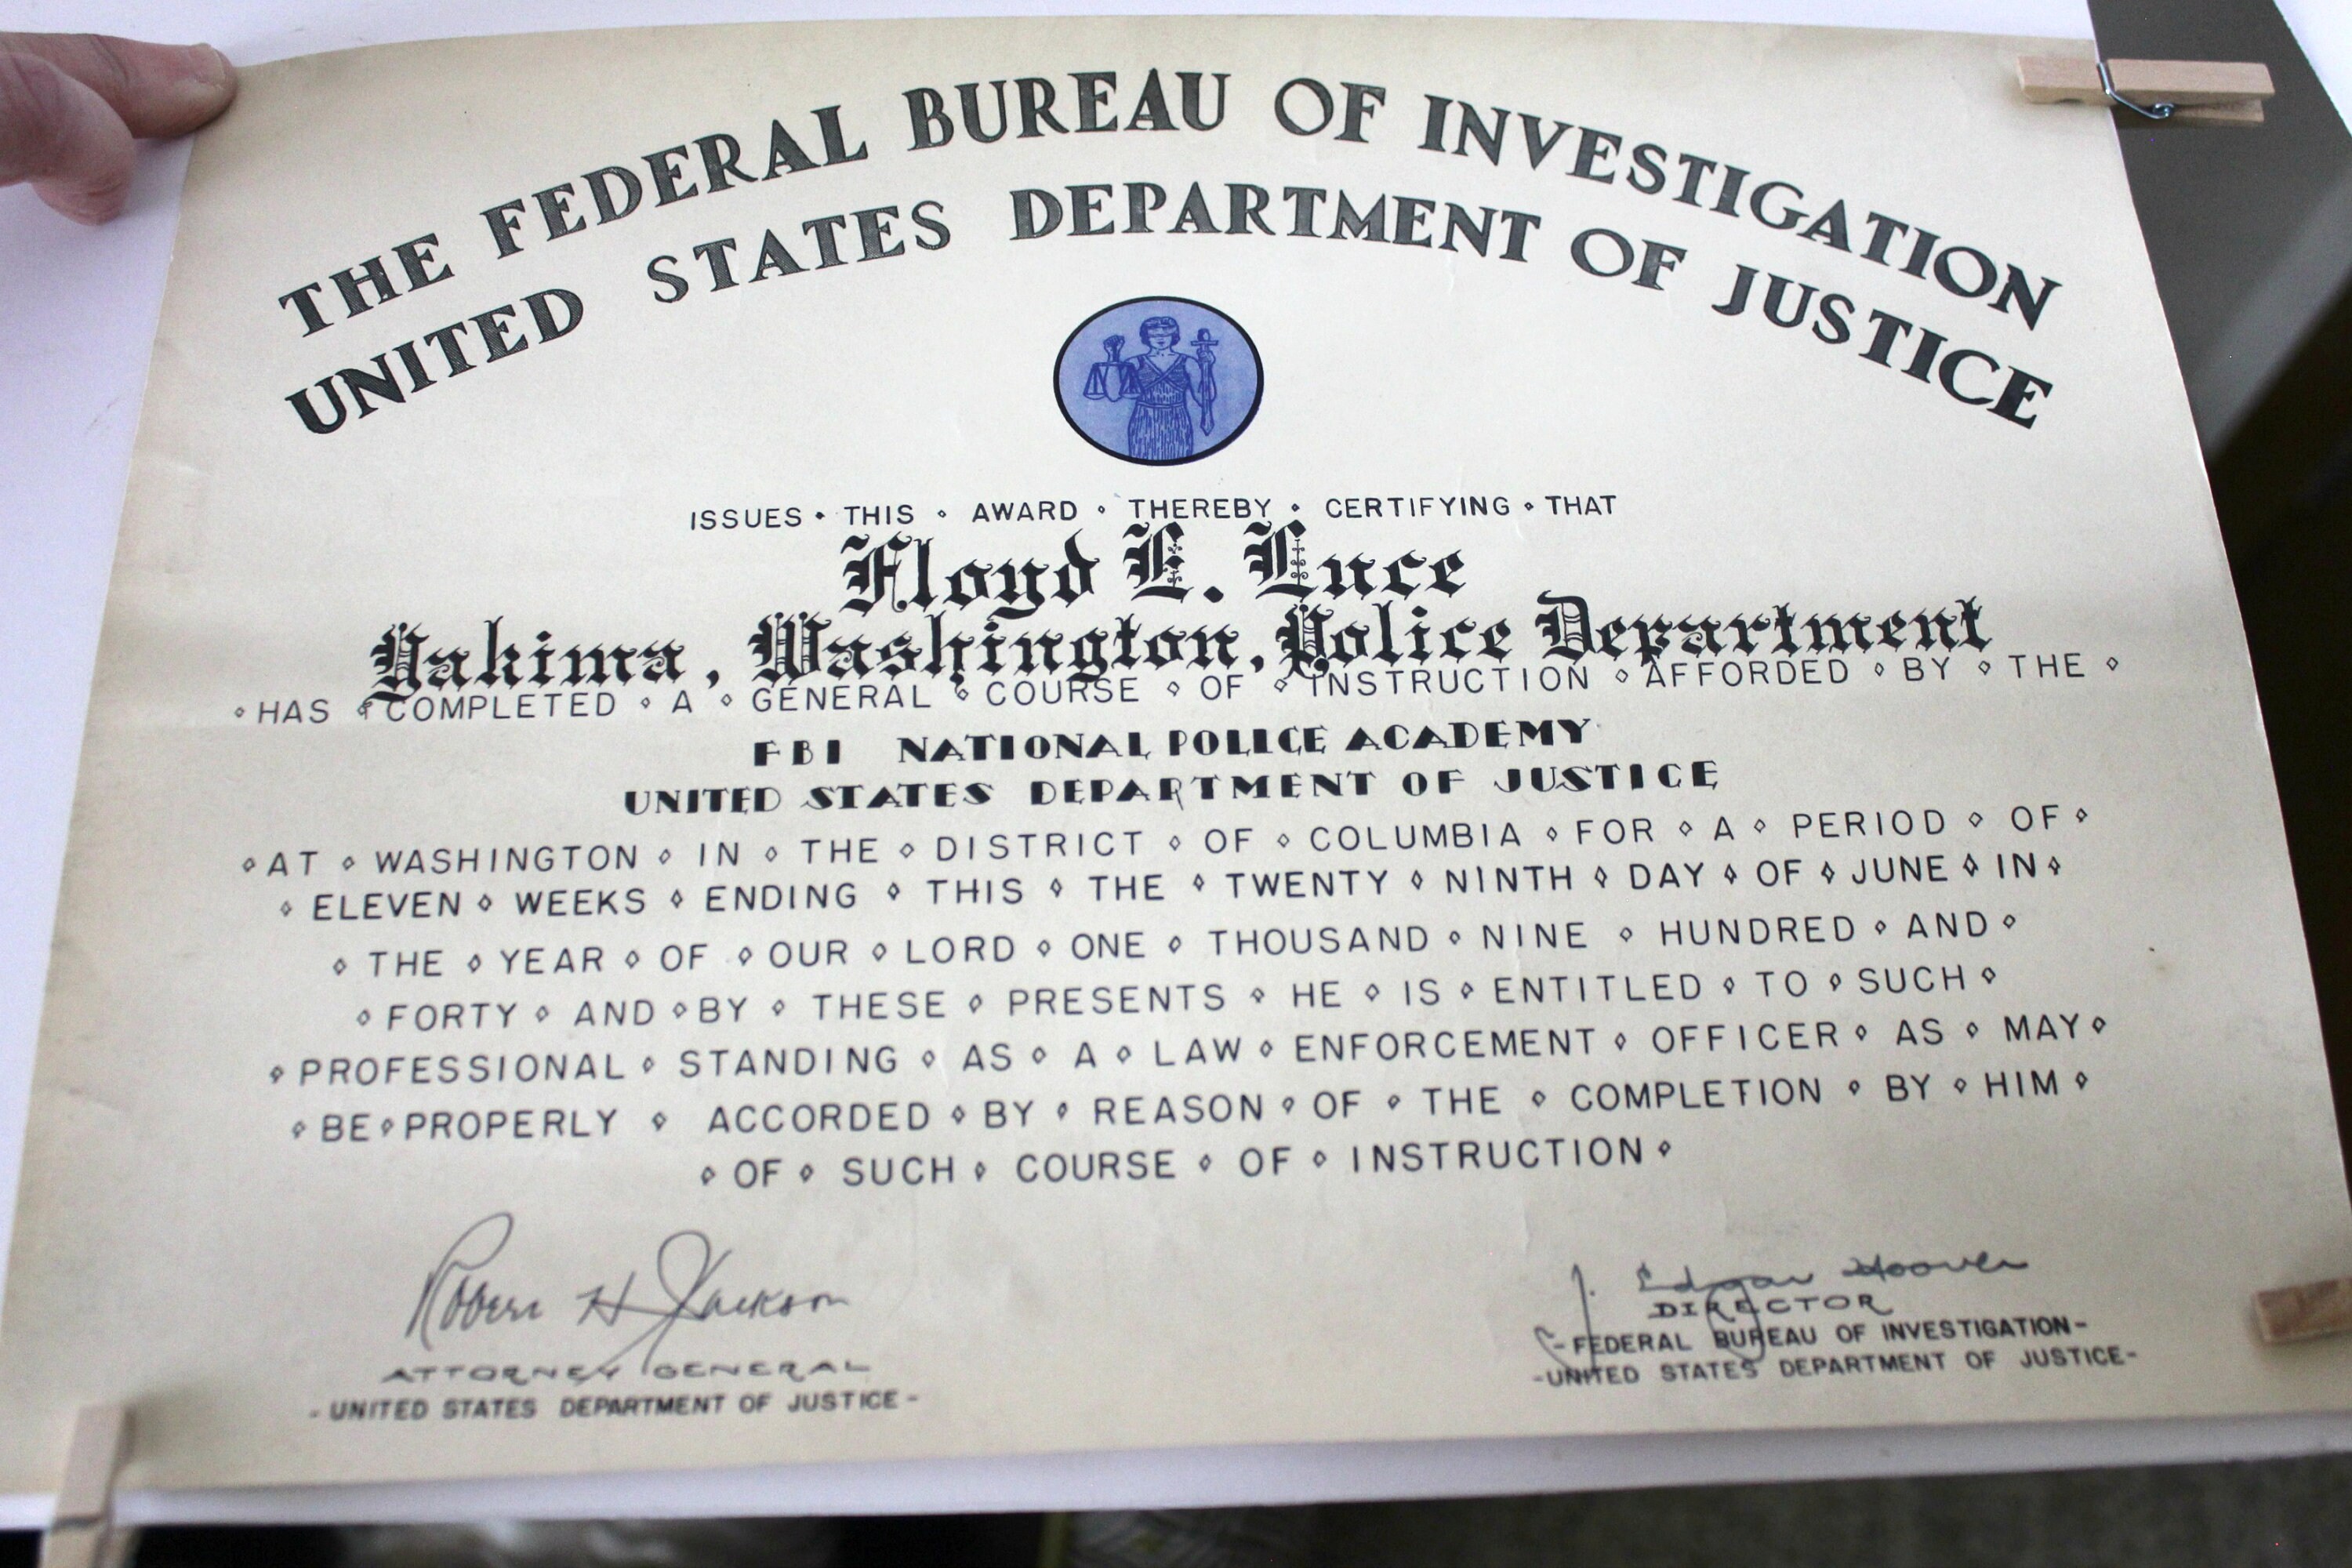 THE FEDERAL BUREAU OF INVESTIGATION
UNITED STATES DEPARTMENT OF JUSTICE
ISSUES • THIS ⋄ AWARD ⋄ THEREBY ⋄ CERTIFYING ⋄ THAT
Floyd L. Luce
Yakima, Washington, Police Department
⋄ HAS ⋄ COMPLETED ⋄ A ⋄ GENERAL ⋄ COURSE ⋄ OF ⋄ INSTRUCTION ⋄ AFFORDED ⋄ BY ⋄ THE ⋄
FBI NATIONAL POLICE ACADEMY
UNITED STATES DEPARTMENT OF JUSTICE
⋄ AT ⋄ WASHINGTON ⋄ IN ⋄ THE ⋄ DISTRICT ⋄ OF ⋄ COLUMBIA ⋄ FOR ⋄ A ⋄ PERIOD ⋄ OF ⋄
⋄ ELEVEN ⋄ WEEKS ⋄ ENDING ⋄ THIS ⋄ THE ⋄ TWENTY ⋄ NINTH ⋄ DAY ⋄ OF ⋄ JUNE ⋄ IN ⋄
⋄ THE ⋄ YEAR ⋄ OF ⋄ OUR ⋄ LORD ⋄ ONE ⋄ THOUSAND ⋄ NINE ⋄ HUNDRED ⋄ AND ⋄
⋄ FORTY ⋄ AND ⋄ BY ⋄ THESE ⋄ PRESENTS ⋄ HE ⋄ IS ⋄ ENTITLED ⋄ TO ⋄ SUCH ⋄
⋄ PROFESSIONAL ⋄ STANDING ⋄ AS ⋄ A ⋄ LAW ⋄ ENFORCEMENT ⋄ OFFICER ⋄ AS ⋄ MAY ⋄
⋄ BE ⋄ PROPERLY ⋄ ACCORDED ⋄ BY ⋄ REASON ⋄ OF ⋄ THE ⋄ COMPLETION ⋄ BY ⋄ HIM ⋄
⋄ OF ⋄ SUCH ⋄ COURSE ⋄ OF ⋄ INSTRUCTION ⋄
Robert H Jackson
ATTORNEY GENERAL
- UNITED STATES DEPARTMENT OF JUSTICE -
J. Edgar Hoover
DIRECTOR
- FEDERAL BUREAU OF INVESTIGATION -
- UNITED STATES DEPARTMENT OF JUSTICE -